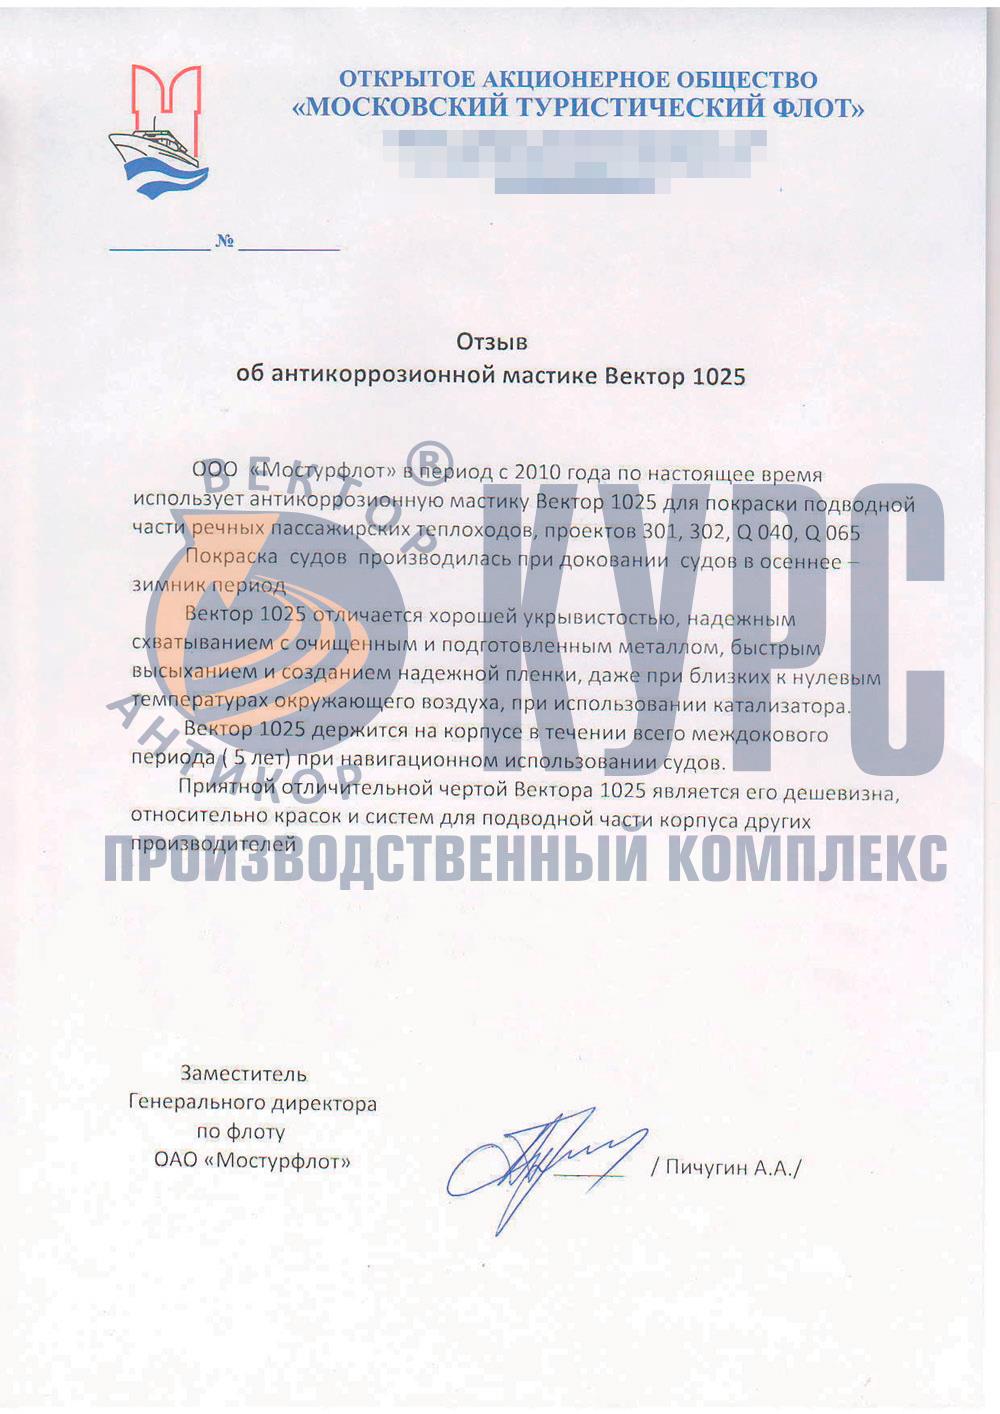 ОТКРЫТОЕ АКЦИОНЕРНОЕ ОБЩЕСТВО
«МОСКОВСКИЙ ТУРИСТИЧЕСКИЙ ФЛОТ»
№
Отзыв
об антикоррозионной мастике Вектор 1025
ООО «Мостурфлот» в период с 2010 года по настоящее время
использует антикоррозионную мастику Вектор 1025 для покраски подводной
части речных пассажирских теплоходов, проектов 301, 302, Q 040, Q 065
Покраска судов производилась при доковании судов в осеннее –
зимник период
Вектор 1025 отличается хорошей укрывистостью, надежным
схватыванием с очищенным и подготовленным металлом, быстрым
высыханием и созданием надежной пленки, даже при близких к нулевым
температурах окружающего воздуха, при использовании катализатора.
Вектор 1025 держится на корпусе в течении всего междокового
периода ( 5 лет) при навигационном использовании судов.
Приятной отличительной чертой Вектора 1025 является его дешевизна,
относительно красок и систем для подводной части корпуса других
производителей
ВЕКТОР ®
АНТИКОР
КУРС
ПРОИЗВОДСТВЕННЫЙ КОМПЛЕКС
Заместитель
Генерального директора
по флоту
ОАО «Мостурфлот»
/ Пичугин А.А./